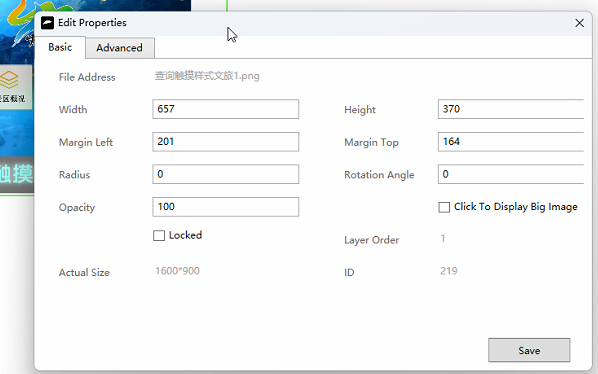 Edit Properties
Basic
Advanced
File Address
查询触摸样式文旅1.png
Width
657
Height
370
Margin Left
201
Margin Top
164
Radius
0
Rotation Angle
0
Opacity
100
Click To Display Big Image
Locked
Layer Order
1
Actual Size
1600*900
ID
219
Save
区概况
触摸